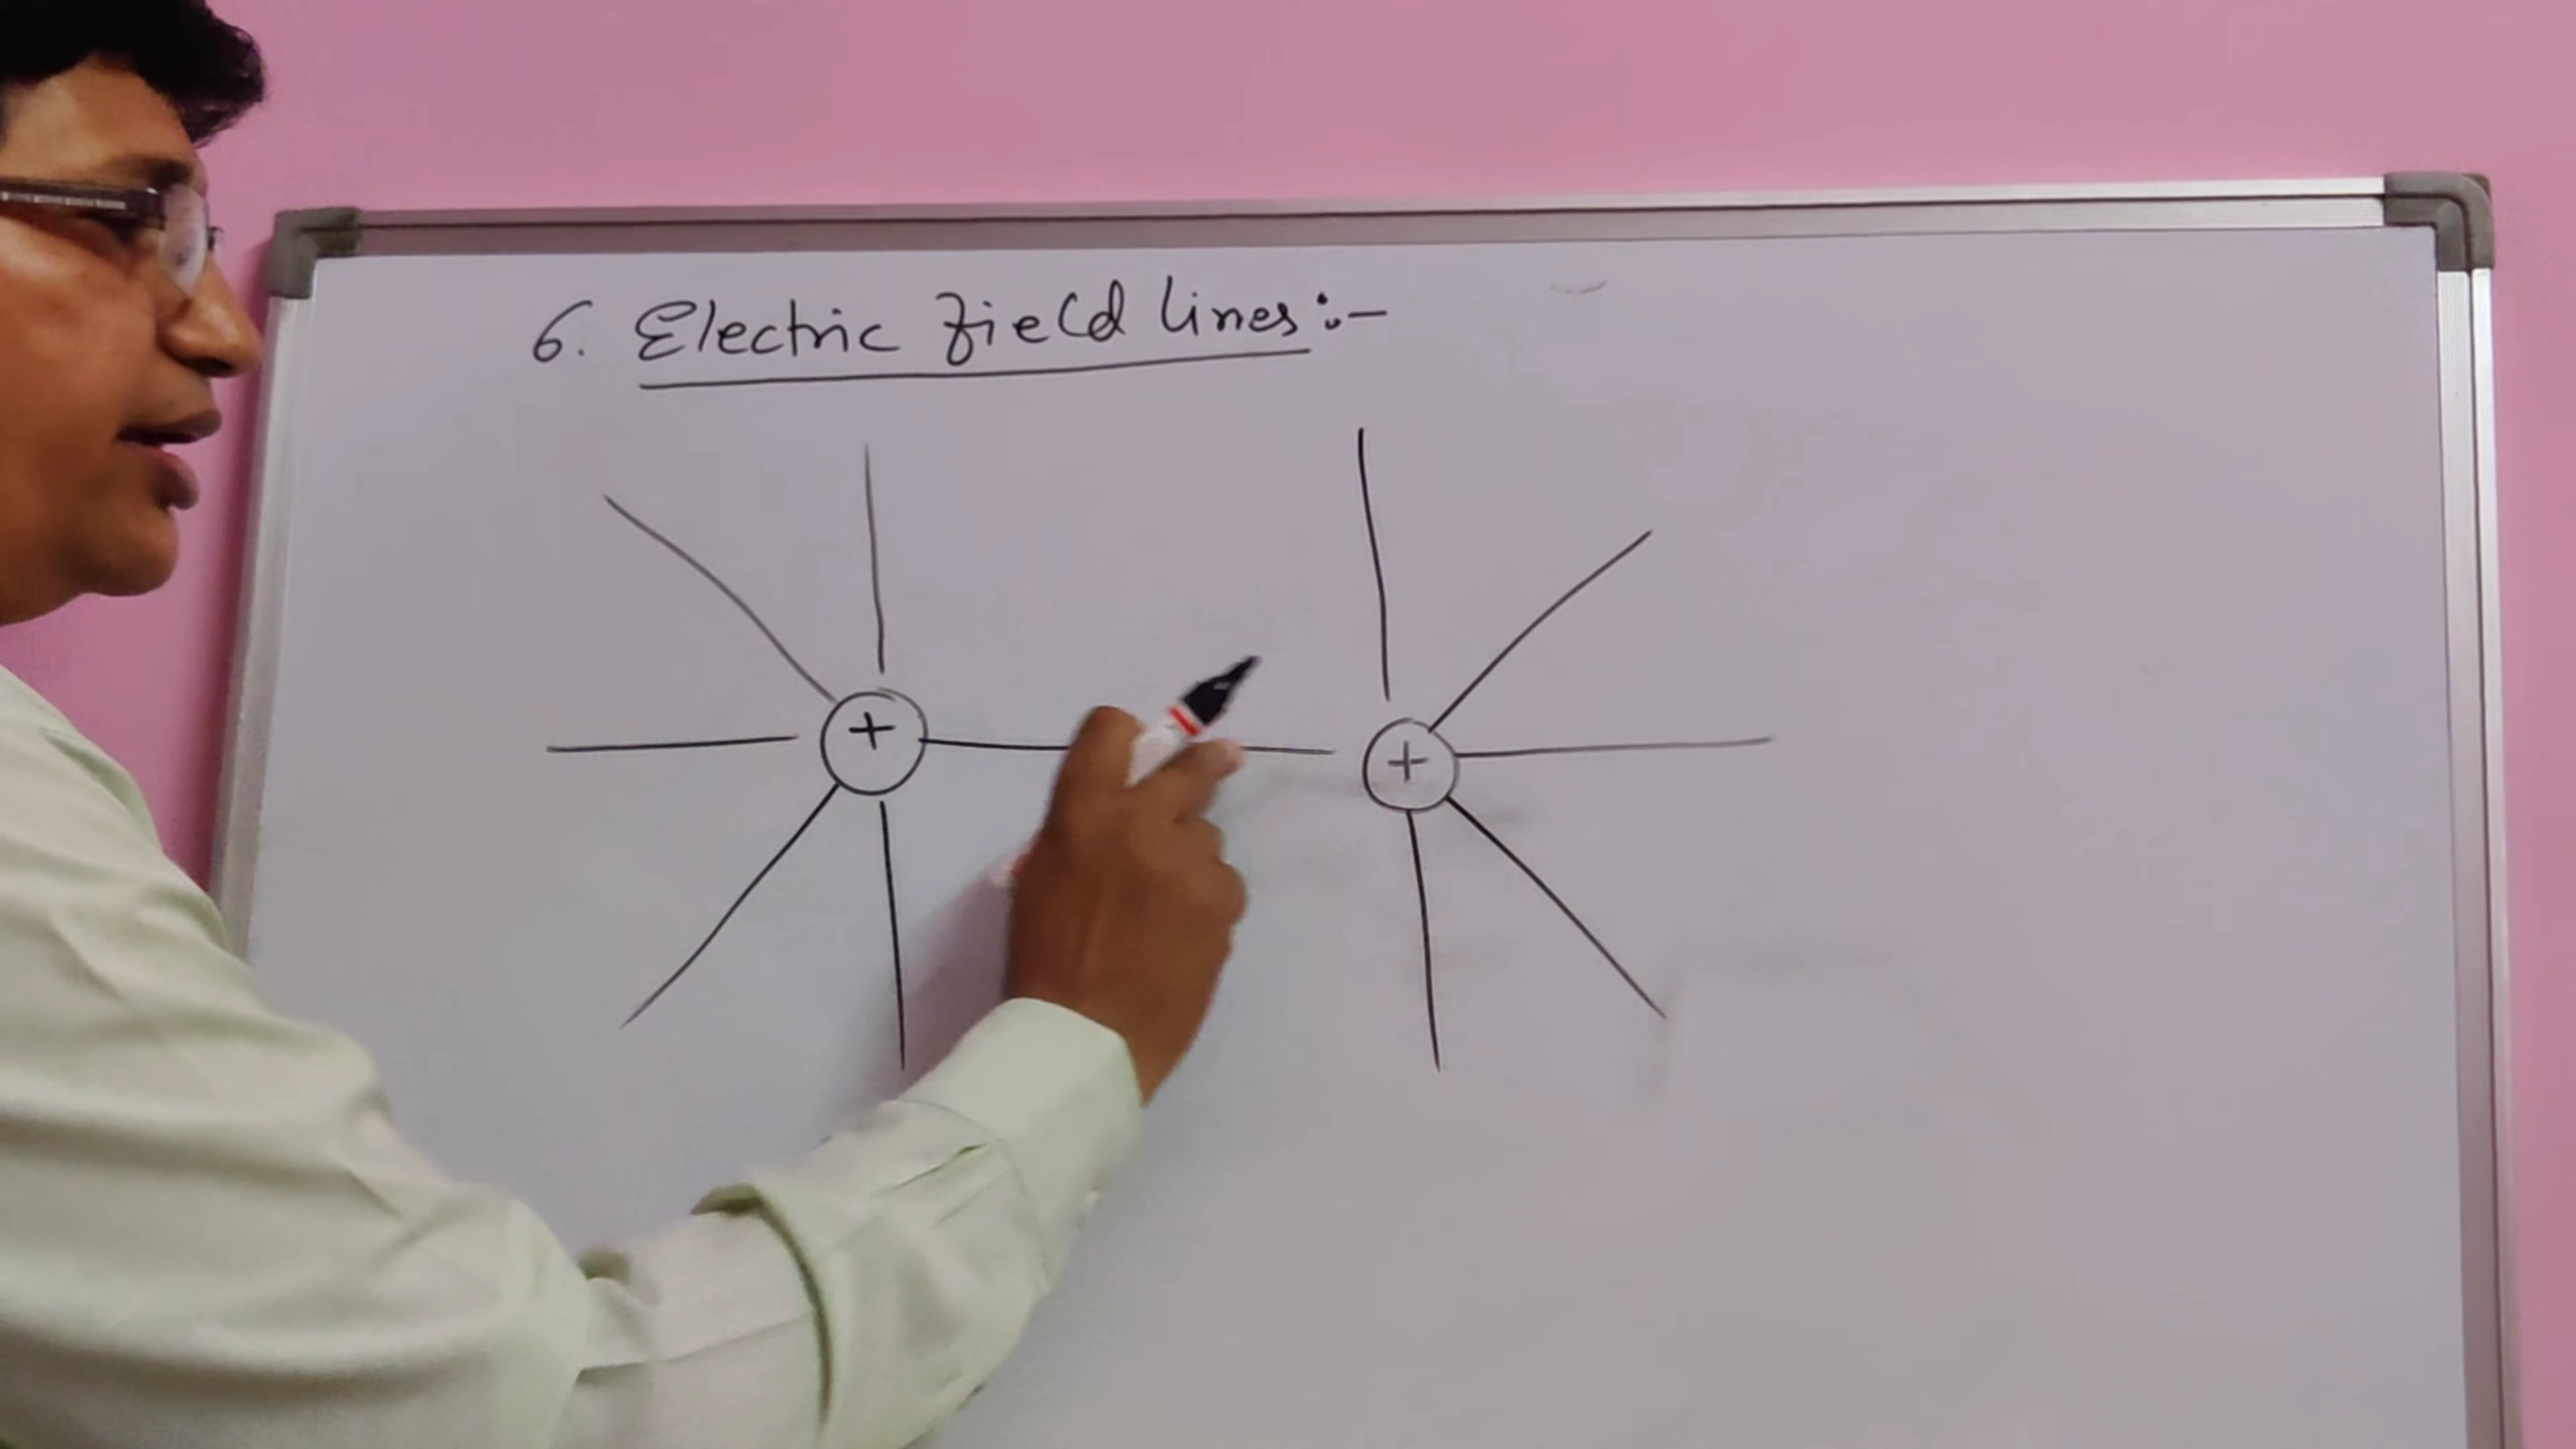 6. Electric field lines :-
+ +